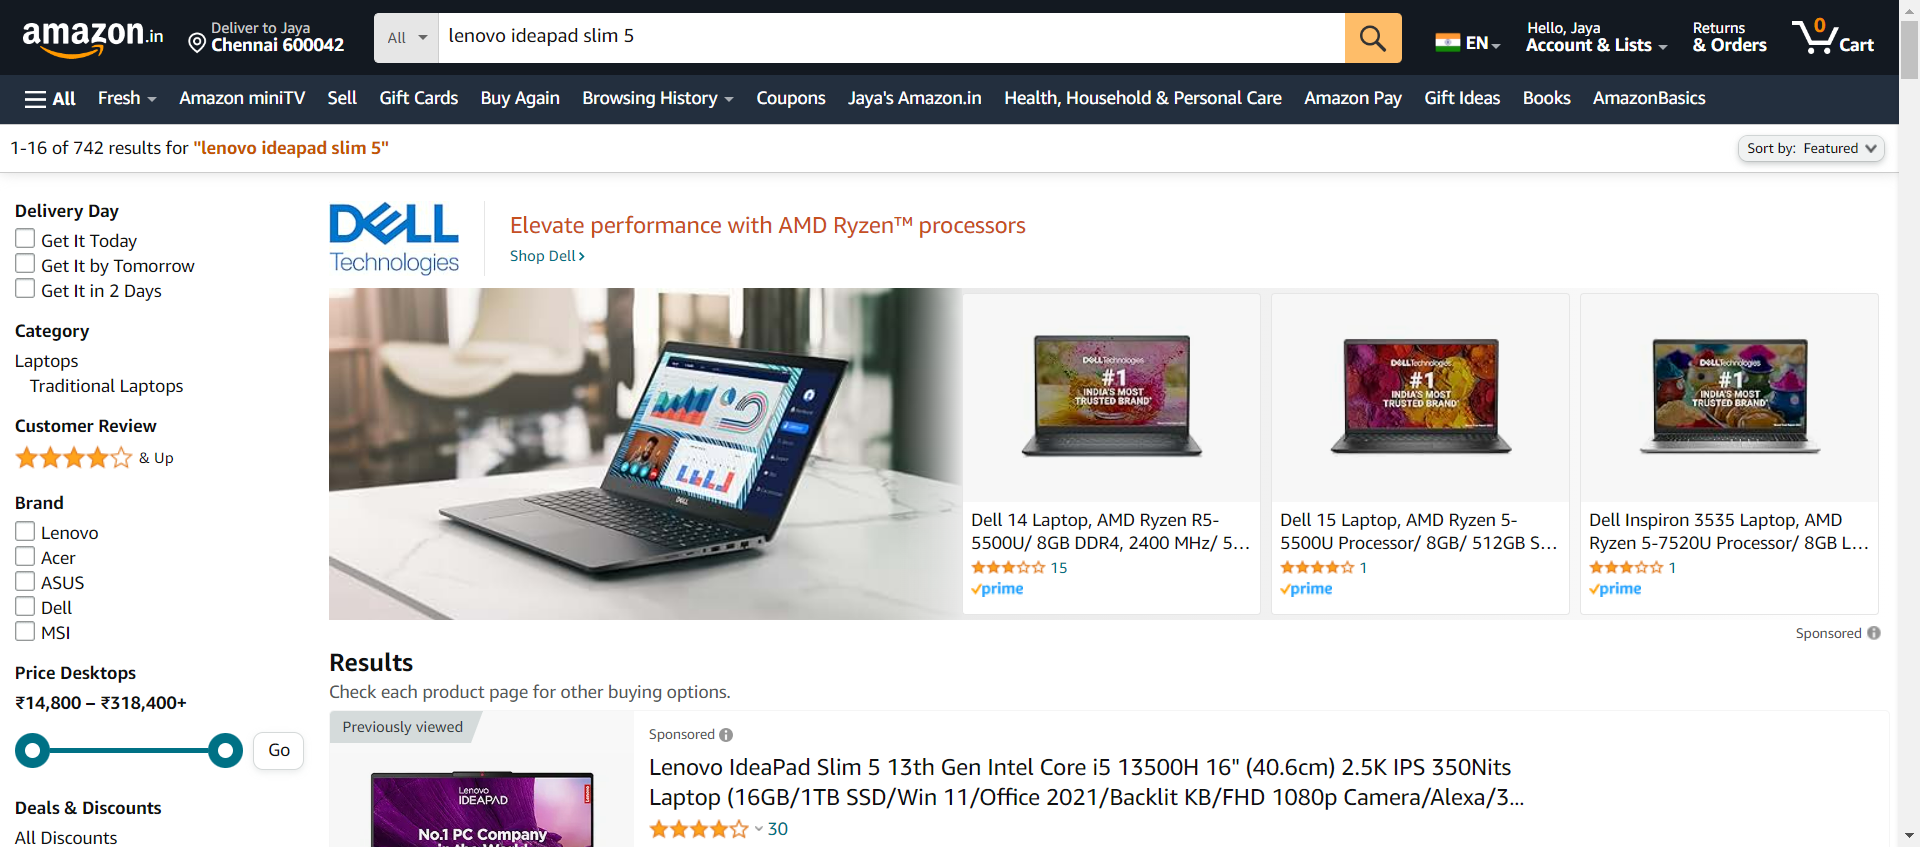 amazon.in
Deliver to Jaya
Chennai 600042
All
lenovo ideapad slim 5
EN
Hello, Jaya
Account & Lists
Returns
& Orders
0
Cart
All
Fresh
Amazon miniTV
Sell
Gift Cards
Buy Again
Browsing History
Coupons
Jaya's Amazon.in
Health, Household & Personal Care
Amazon Pay
Gift Ideas
Books
AmazonBasics
1-16 of 742 results for "lenovo ideapad slim 5"
Sort by: Featured
Delivery Day
Get It Today
Get It by Tomorrow
Get It in 2 Days
Category
Laptops
Traditional Laptops
Customer Review
& Up
Brand
Lenovo
Acer
ASUS
Dell
MSI
Price Desktops
₹14,800 – ₹318,400+
Go
Deals & Discounts
All Discounts
DELL
Technologies
Elevate performance with AMD Ryzen™ processors
Shop Dell
DELL
DELLTechnologies
#1
INDIA'S MOST
TRUSTED BRAND*
Dell 14 Laptop, AMD Ryzen R5-
5500U/ 8GB DDR4, 2400 MHz/ 5...
15
prime
DELLTechnologies
#1
INDIA'S MOST
TRUSTED BRAND*
Dell 15 Laptop, AMD Ryzen 5-
5500U Processor/ 8GB/ 512GB S...
1
prime
DELLTechnologies
#1
INDIA'S MOST
TRUSTED BRAND*
Dell Inspiron 3535 Laptop, AMD
Ryzen 5-7520U Processor/ 8GB L...
1
prime
Sponsored
Results
Check each product page for other buying options.
Previously viewed
Lenovo
IDEAPAD
No.1 PC Company
in the World
Sponsored
Lenovo IdeaPad Slim 5 13th Gen Intel Core i5 13500H 16" (40.6cm) 2.5K IPS 350Nits
Laptop (16GB/1TB SSD/Win 11/Office 2021/Backlit KB/FHD 1080p Camera/Alexa/3...
30